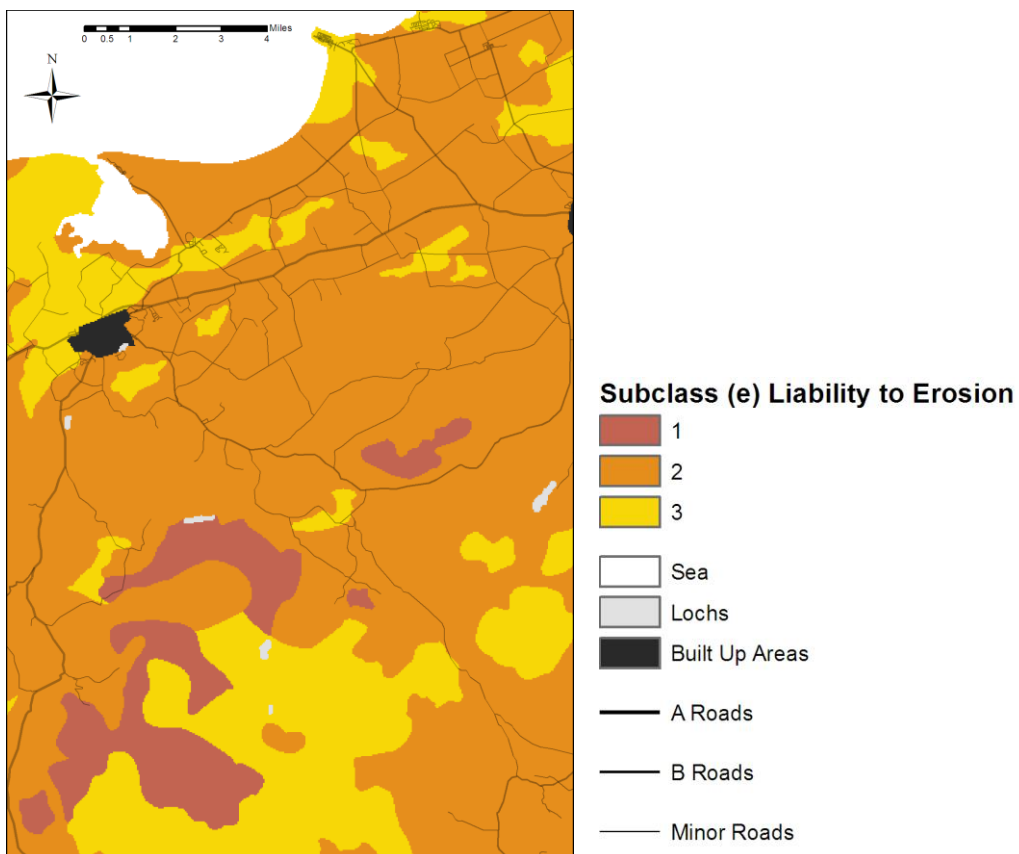 Miles
0 0.5 1 2 3 4
N
Subclass (e) Liability to Erosion
1
2
3
Sea
Lochs
Built Up Areas
A Roads
B Roads
Minor Roads